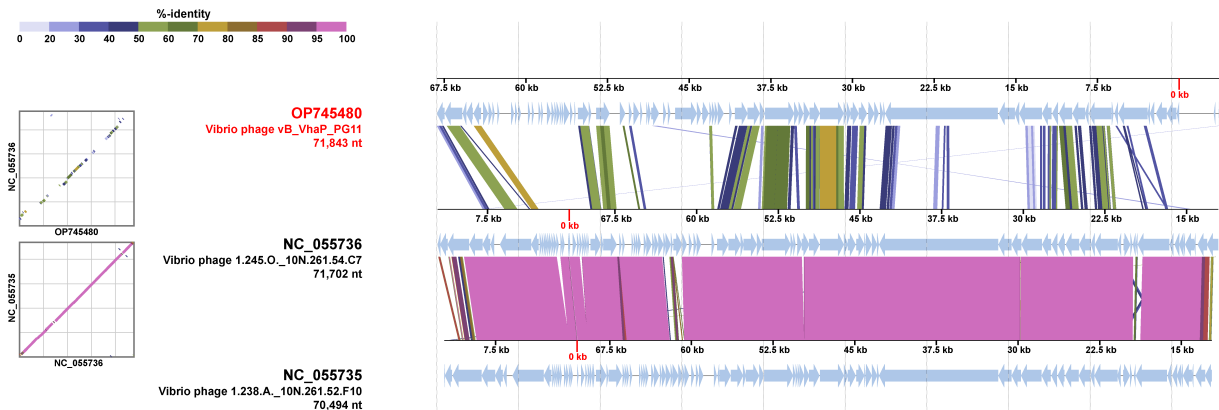 %-identity
0 20 30 40 50 60 70 80 85 90 95 100
67.5 kb 60 kb 52.5 kb 45 kb 37.5 kb 30 kb 22.5 kb 15 kb 7.5 kb 0 kb
OP745480
Vibrio phage vB_VhaP_PG11
71,843 nt
NC_055736
OP745480
7.5 kb 0 kb 67.5 kb 60 kb 52.5 kb 45 kb 37.5 kb 30 kb 22.5 kb 15 kb
NC_055736
Vibrio phage 1.245.O._10N.261.54.C7
71,702 nt
NC_055735
NC_055736
7.5 kb 0 kb 67.5 kb 60 kb 52.5 kb 45 kb 37.5 kb 30 kb 22.5 kb 15 kb
NC_055735
Vibrio phage 1.238.A._10N.261.52.F10
70,494 nt